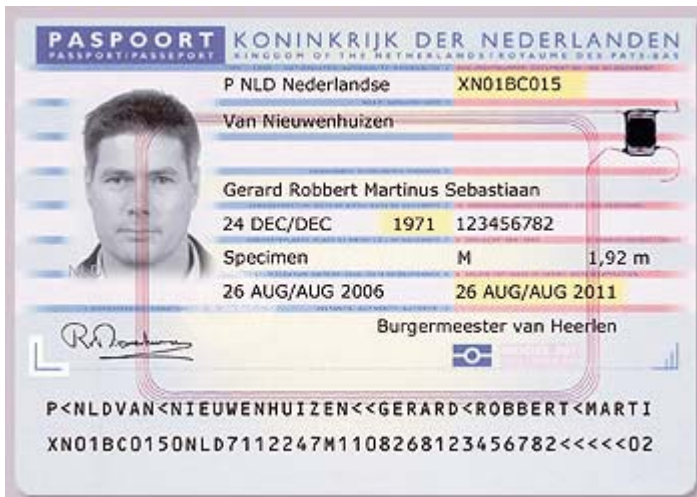 PASPOORT KONINKRIJK DER NEDERLANDEN
PASSPORT/PASSEPORT KINGDOM OF THE NETHERLANDS/ROYAUME DES PAYS-BAS
P NLD Nederlandse XN01BC015
Van Nieuwenhuizen
Gerard Robbert Martinus Sebastiaan
24 DEC/DEC 1971 123456782
Specimen M 1,92 m
26 AUG/AUG 2006 26 AUG/AUG 2011
Burgermeester van Heerlen
P<NLDVAN<NIEUWENHUIZEN<<GERARD<ROBBERT<MARTI
XN01BC0150NLD7112247M11082681​23456782<<<<<02